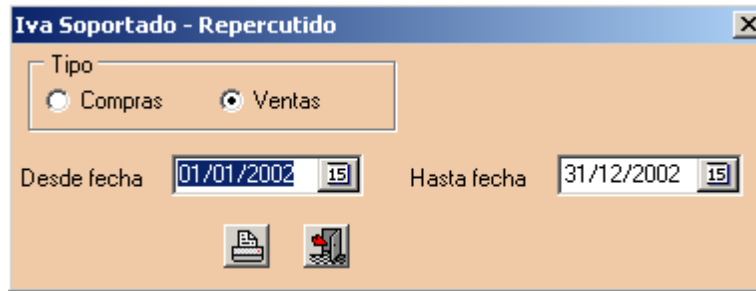 Iva Soportado - Repercutido
Tipo
Compras Ventas
Desde fecha 01/01/2002 15 Hasta fecha 31/12/2002 15